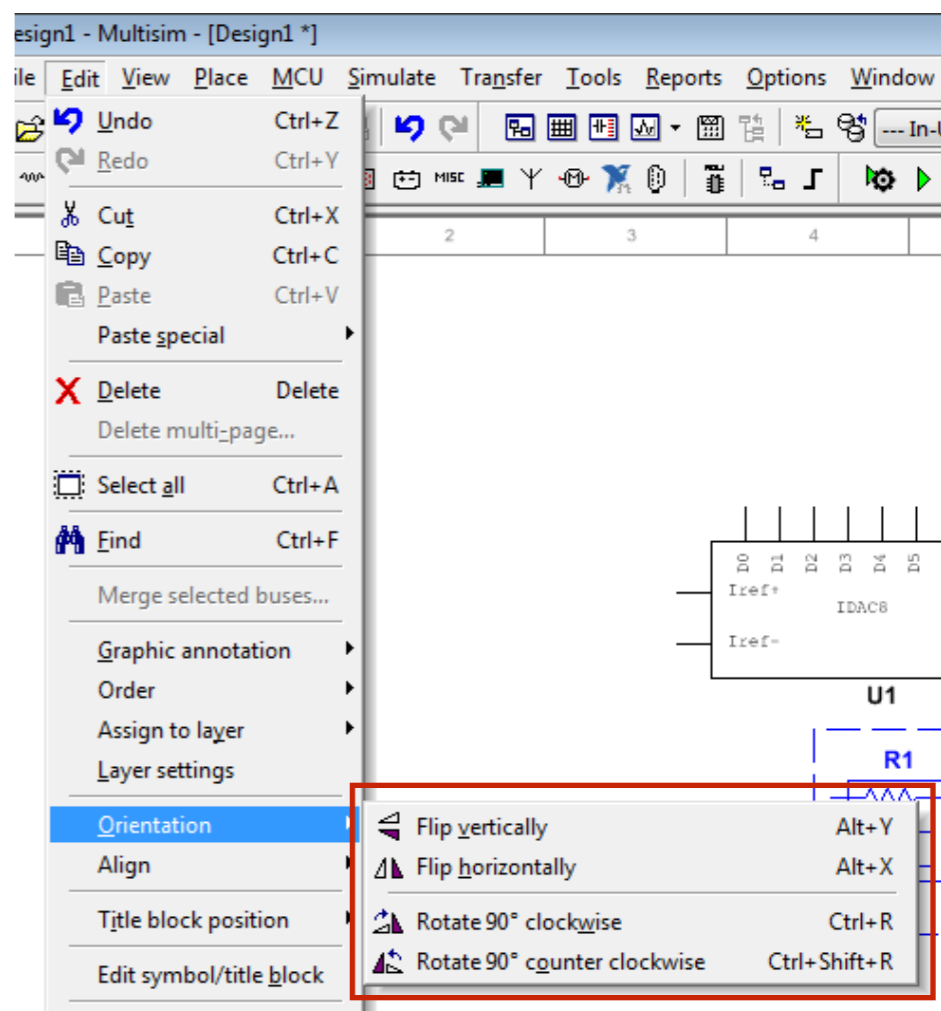 esign1 - Multisim - [Design1 *]
ile Edit View Place MCU Simulate Transfer Tools Reports Options Window
Undo Ctrl+Z
--- In-U
Redo Ctrl+Y
MISC
Cut Ctrl+X
2 3 4
Copy Ctrl+C
Paste Ctrl+V
Paste special
Delete Delete
Delete multi-page...
Select all Ctrl+A
Find Ctrl+F
D0 D1 D2 D3 D4 D5
Iref+
Merge selected buses...
IDAC8
Iref-
Graphic annotation
Order
U1
Assign to layer
R1
Layer settings
Orientation
Flip vertically Alt+Y
Align
Flip horizontally Alt+X
Title block position
Rotate 90° clockwise Ctrl+R
Rotate 90° counter clockwise Ctrl+Shift+R
Edit symbol/title block